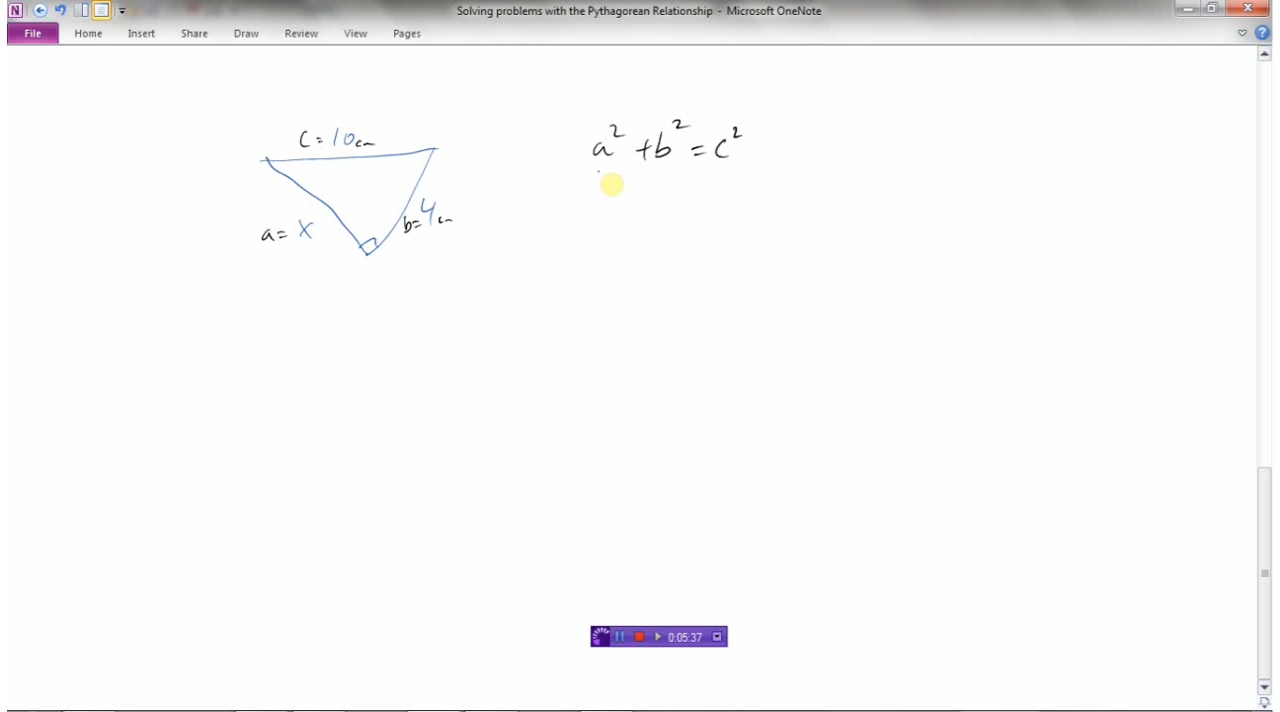 Solving problems with the Pythagorean Relationship - Microsoft OneNote
File Home Insert Share Draw Review View Pages
c = 10cm
a² + b² = c²
a = x
b = 4cm
0:05:37